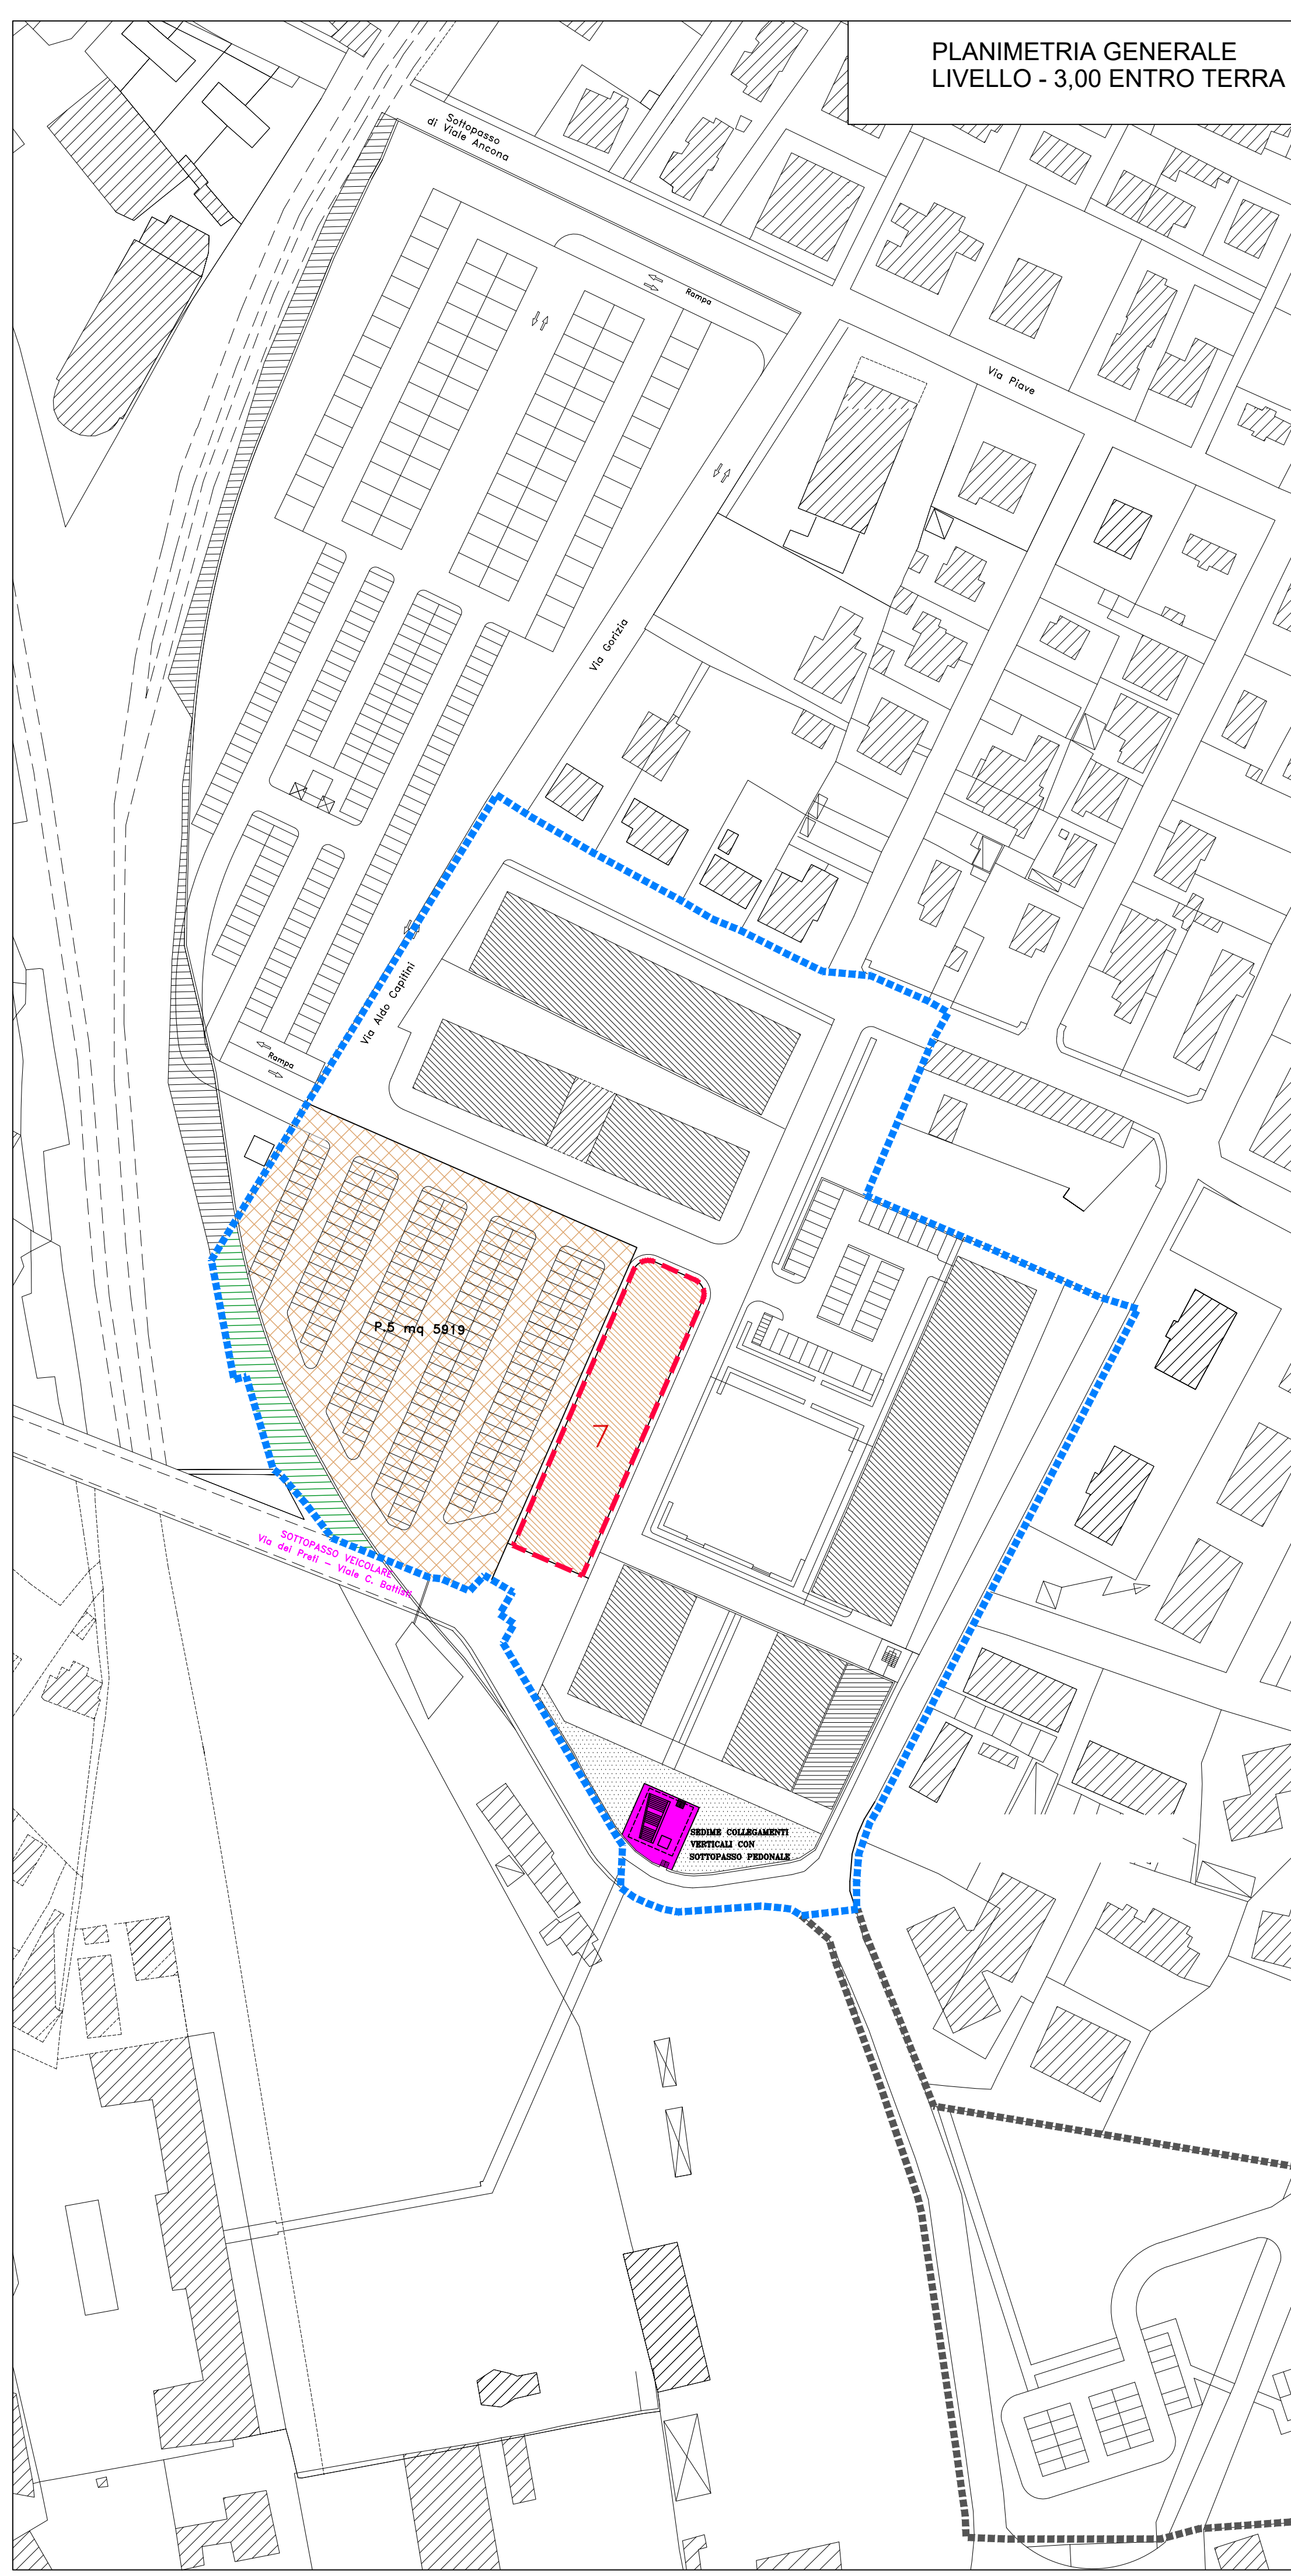 PLANIMETRIA GENERALE
LIVELLO - 3,00 ENTRO TERRA
Sottopasso
di Viale Ancona
Rampa
Via Piave
Via Gorizia
Via Aldo Capitini
Rampa
P.5 mq 5919
7
SOTTOPASSO VEICOLARE
Via dei Preti - Viale C. Battisti
SEDIME COLLEGAMENTI
VERTICALI CON
SOTTOPASSO PEDONALE